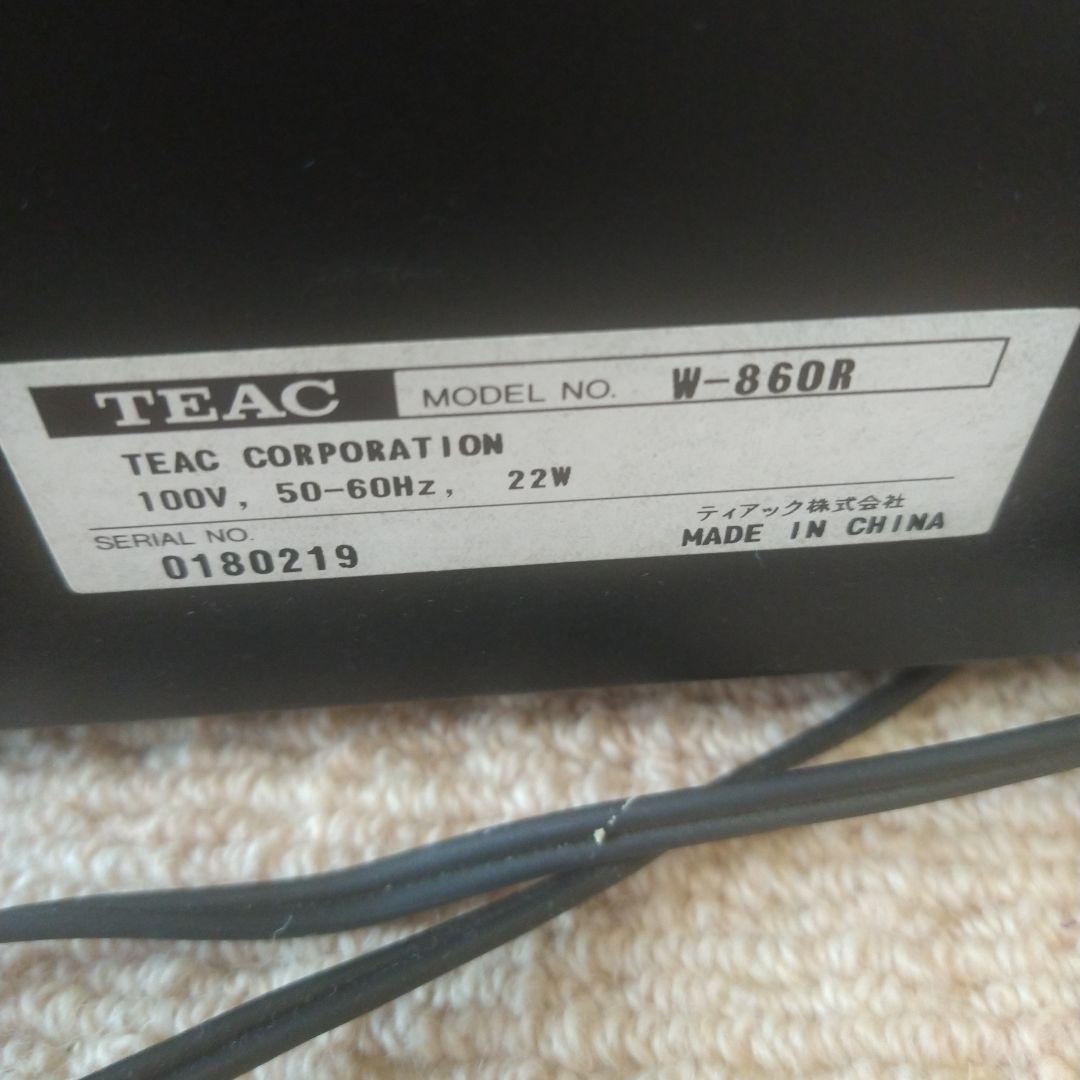 TEAC MODEL NO. W-860R
TEAC CORPORATION
100V, 50-60Hz, 22W
SERIAL NO.
0180219
ティアック株式会社
MADE IN CHINA